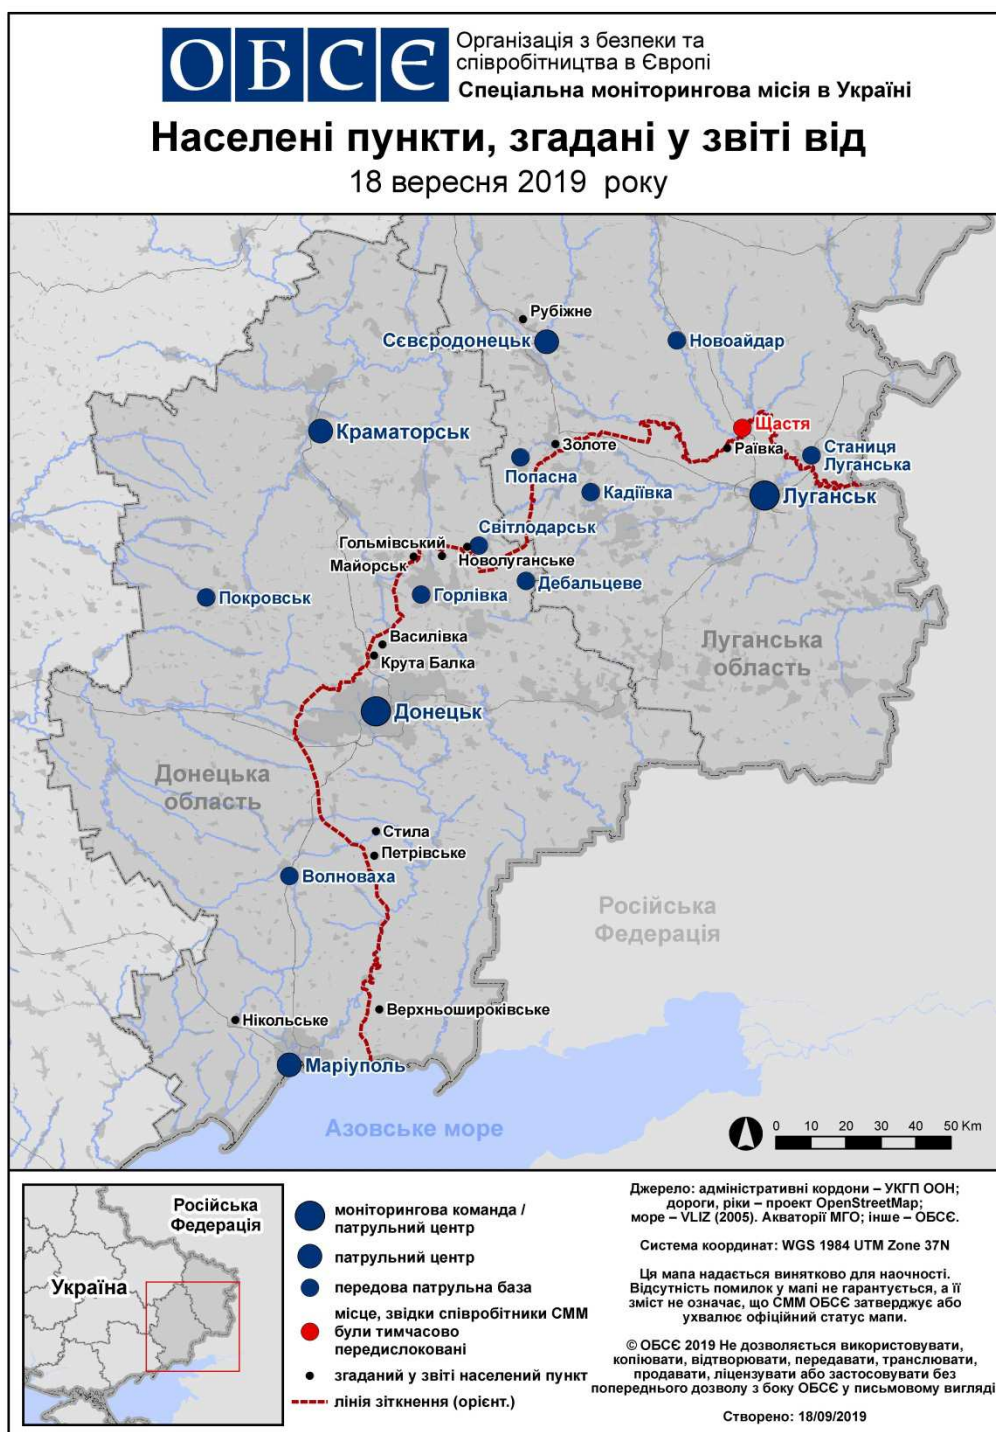 ОБСЄ
Організація з безпеки та
співробітництва в Європі
Спеціальна моніторингова місія в Україні
Населені пункти, згадані у звіті від
18 вересня 2019 року
Рубіжне
Сєвєродонецьк
Новоайдар
Щастя
Краматорськ
Золоте
Раївка
Станиця
Луганська
Попасна
Кадіївка
Луганськ
Світлодарськ
Гольмівський
Майорськ
Новолуганське
Дебальцеве
Покровськ
Горлівка
Василівка
Крута Балка
Луганська
область
Донецьк
Донецька
область
Стила
Петрівське
Волноваха
Російська
Федерація
Верхньошироківське
Нікольське
Маріуполь
Азовське море
0 10 20 30 40 50 Km
Російська
Федерація
Україна
моніторингова команда /
патрульний центр
патрульний центр
передова патрульна база
місце, звідки співробітники СММ
були тимчасово
передислоковані
згаданий у звіті населений пункт
лінія зіткнення (орієнт.)
Джерело: адміністративні кордони – УКГП ООН;
дороги, ріки – проект OpenStreetMap;
море – VLIZ (2005). Акваторії МГО; інше – ОБСЄ.
Система координат: WGS 1984 UTM Zone 37N
Ця мапа надається винятково для наочності.
Відсутність помилок у мапі не гарантується, а її
зміст не означає, що СММ ОБСЄ затверджує або
ухвалює офіційний статус мапи.
© ОБСЄ 2019 Не дозволяється використовувати,
копіювати, відтворювати, передавати, транслювати,
продавати, ліцензувати або застосовувати без
попереднього дозволу з боку ОБСЄ у письмовому вигляді
Створено: 18/09/2019